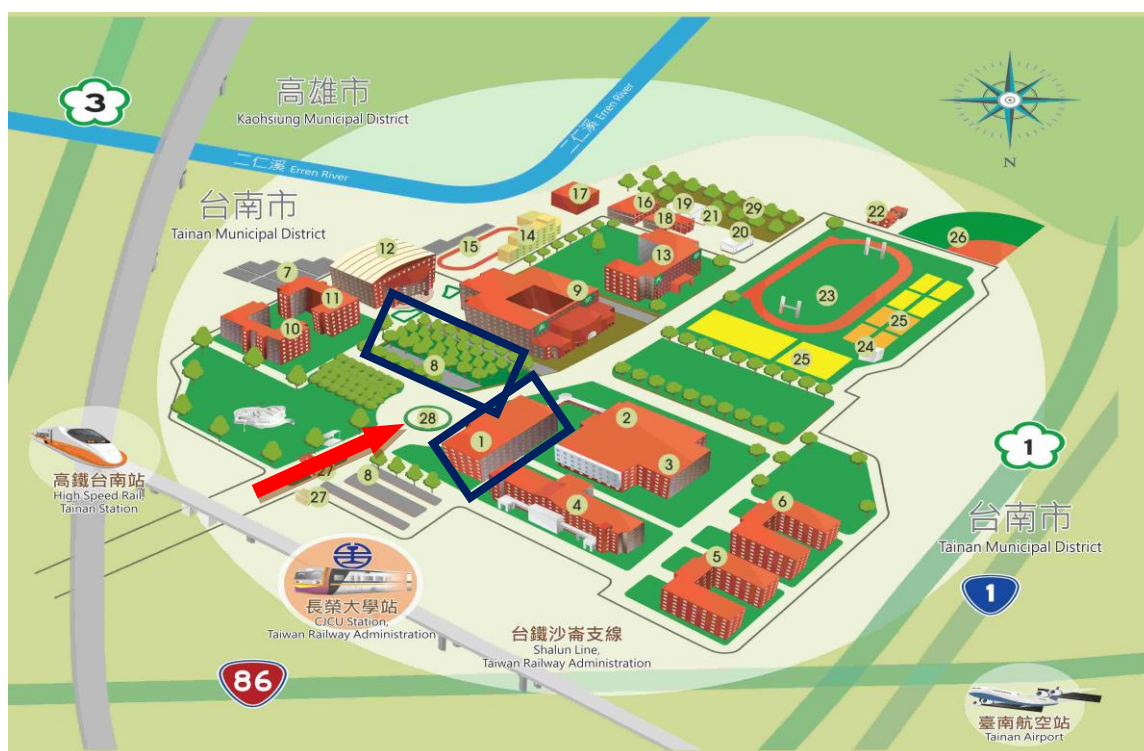 3
高雄市
Kaohsiung Municipal District
二仁溪 Erren River
二仁溪 Erren River
N
台南市
Tainan Municipal District
17
16
19
29
18
21
20
22
26
14
15
12
13
7
11
10
9
23
25
24
25
8
28
1
2
3
27
8
27
4
6
5
高鐵台南站
High Speed Rail,
Tainan Station
1
台南市
Tainan Municipal District
1
長榮大學站
CJCU Station,
Taiwan Railway Administration
台鐵沙崙支線
Shalun Line,
Taiwan Railway Administration
86
臺南航空站
Tainan Airport